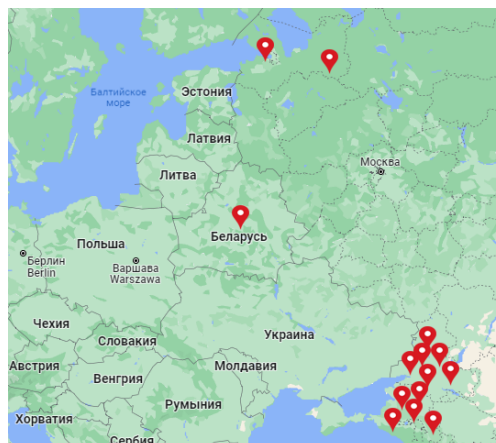 Балтийское
море
Эстония
Латвия
Москва
Литва
Беларусь
Польша
Берлин
Berlin
Варшава
Warszawa
Чехия
Украина
Словакия
Австрия
Молдавия
Венгрия
Румыния
Хорватия
Сербия